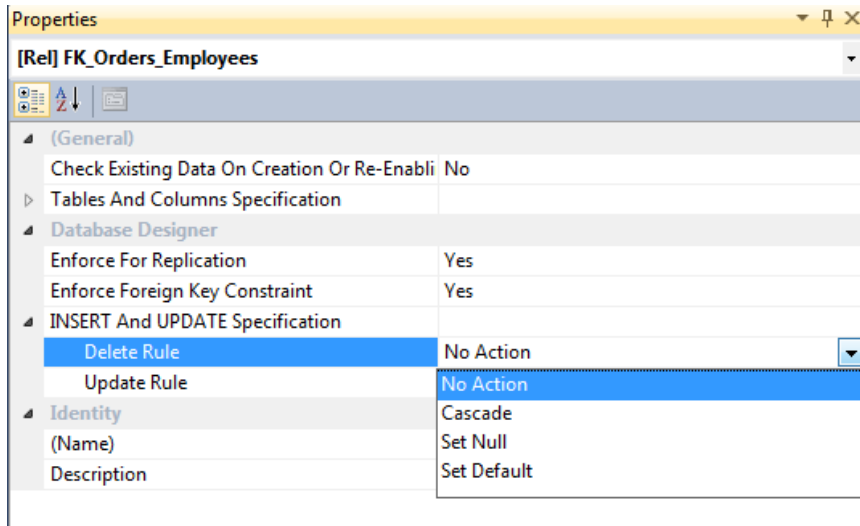 Properties
[Rel] FK_Orders_Employees
A
Z
(General)
Check Existing Data On Creation Or Re-Enabli No
Tables And Columns Specification
Database Designer
Enforce For Replication Yes
Enforce Foreign Key Constraint Yes
INSERT And UPDATE Specification
Delete Rule No Action
Update Rule No Action
Identity Cascade
(Name) Set Null
Description Set Default